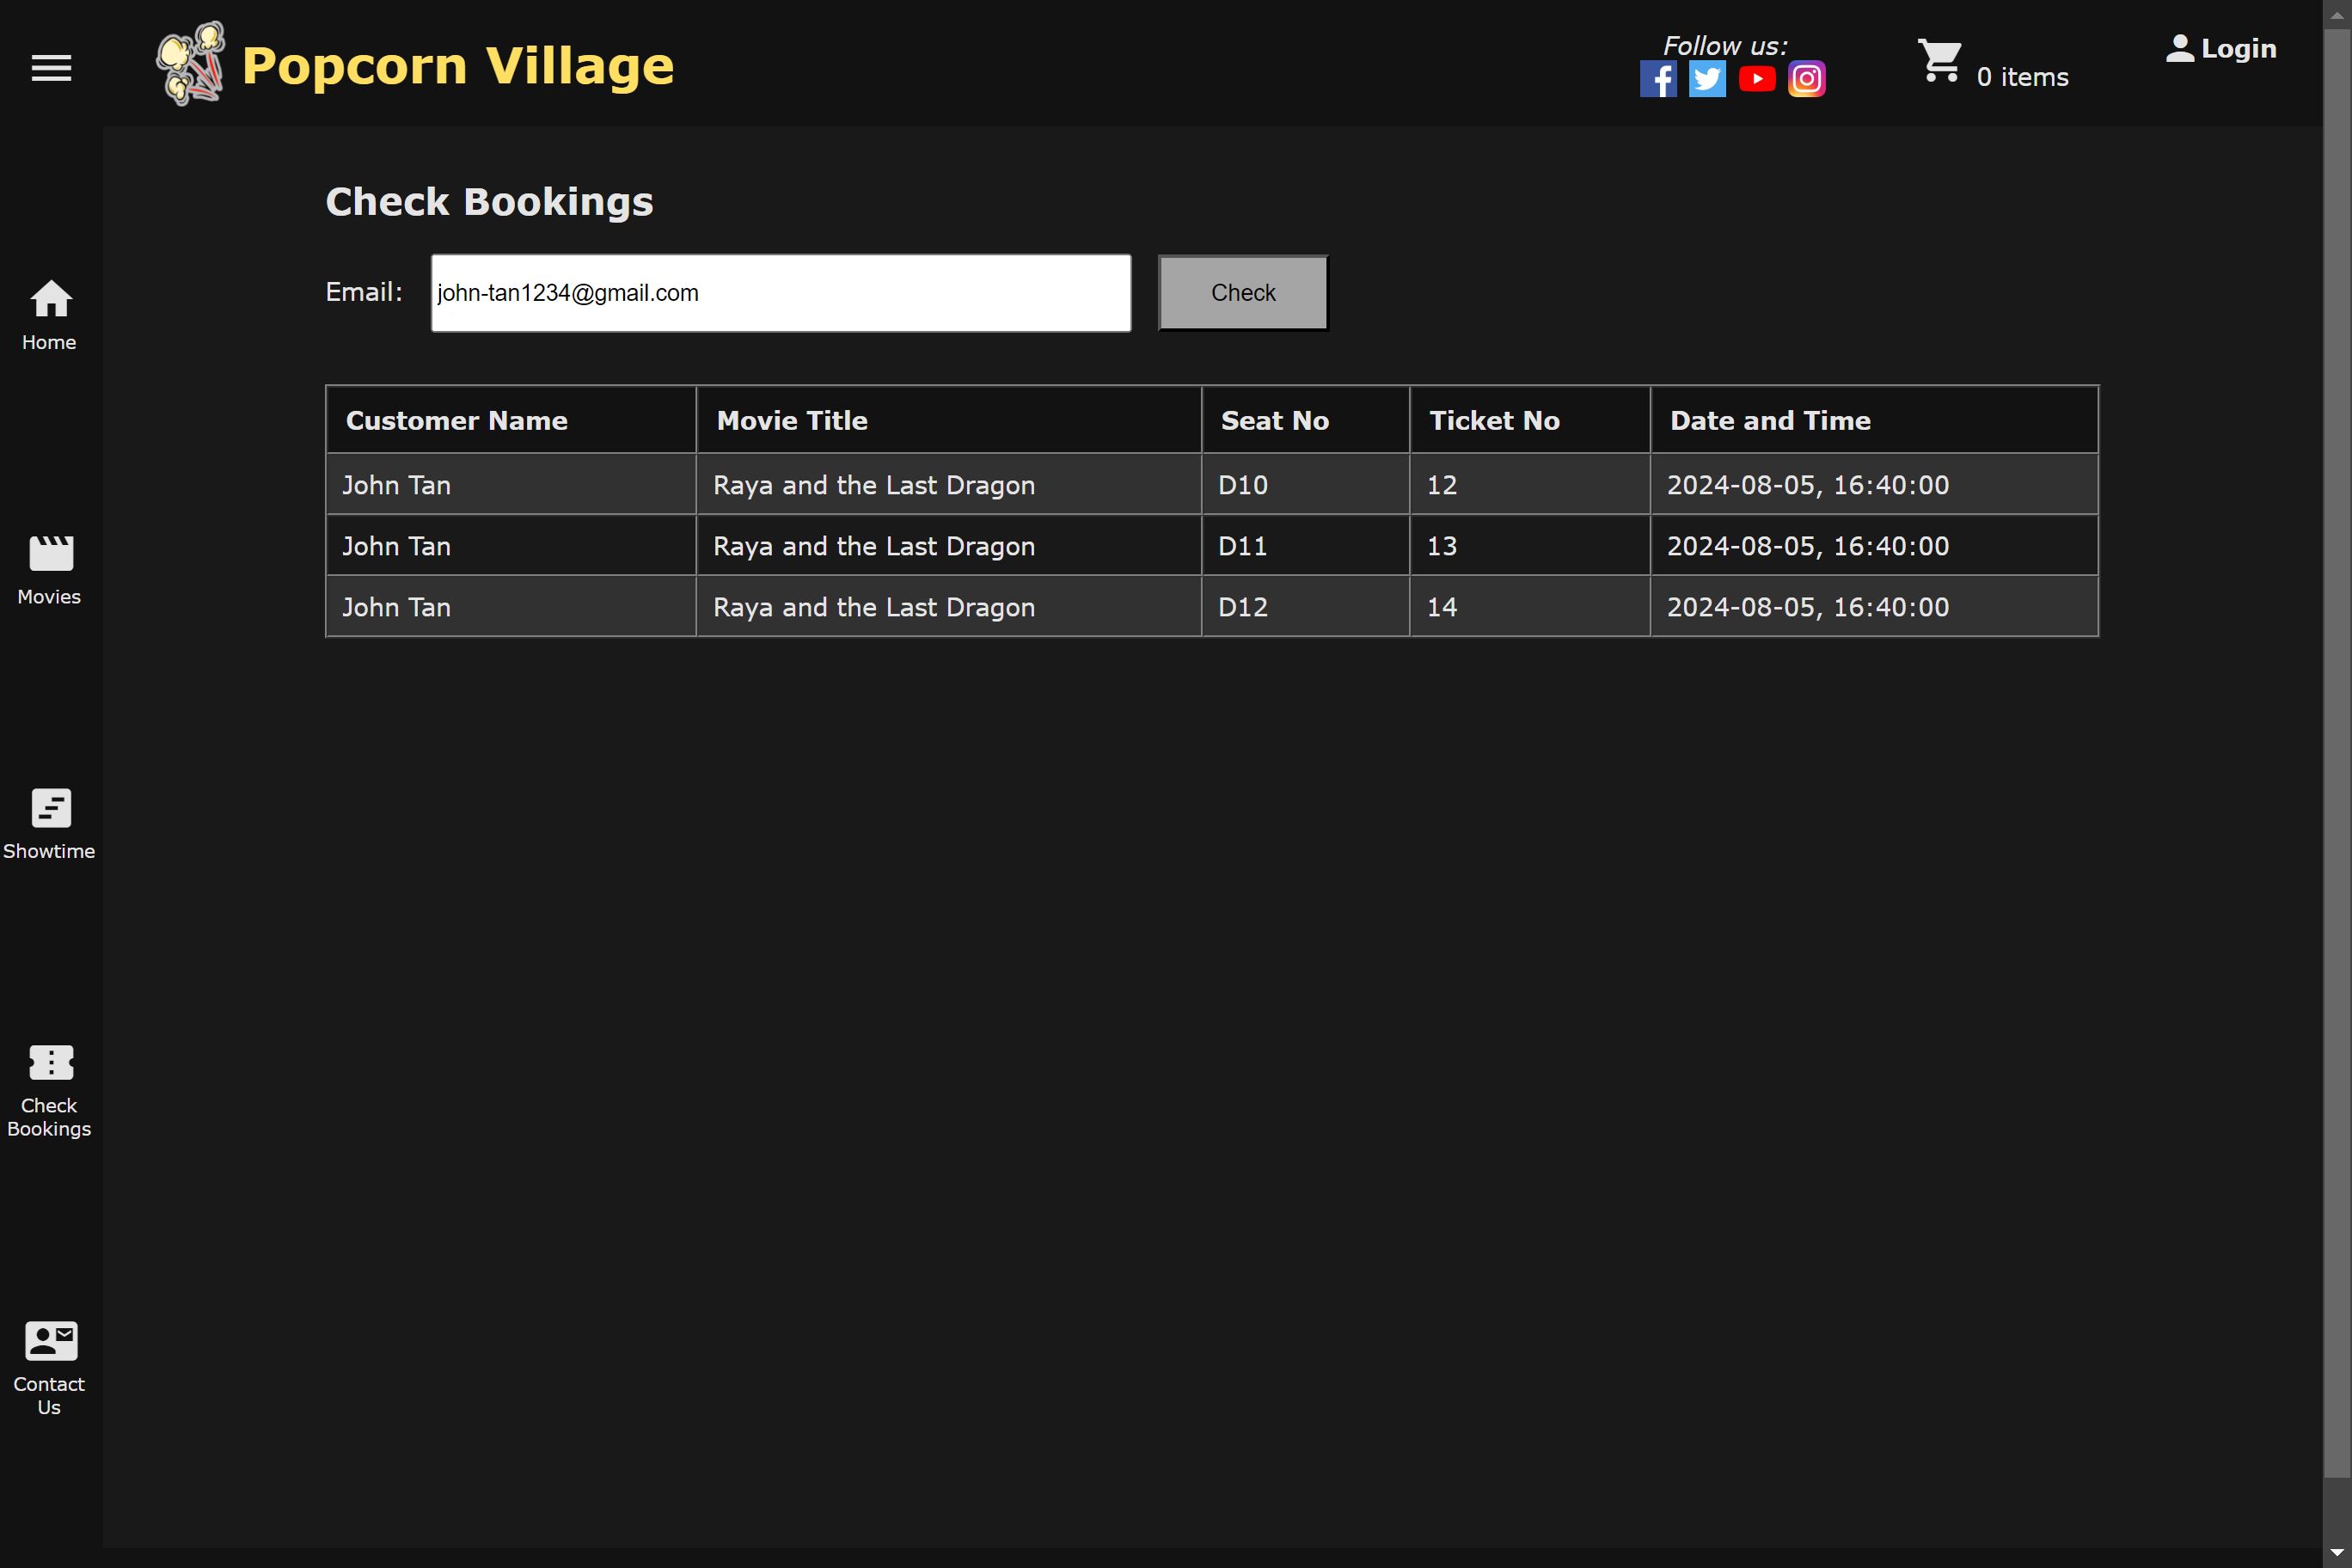 Popcorn Village
Follow us:
0 items
Login
Home
Movies
Showtime
Check
Bookings
Contact
Us
Check Bookings
Email: john-tan1234@gmail.com Check
Customer Name Movie Title Seat No Ticket No Date and Time
John Tan Raya and the Last Dragon D10 12 2024-08-05, 16:40:00
John Tan Raya and the Last Dragon D11 13 2024-08-05, 16:40:00
John Tan Raya and the Last Dragon D12 14 2024-08-05, 16:40:00